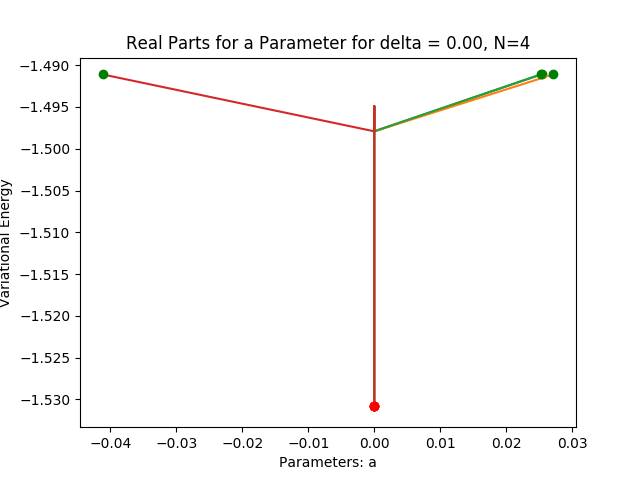 Real Parts for a Parameter for delta = 0.00, N=4
Variational Energy
−1.490
−1.495
−1.500
−1.505
−1.510
−1.515
−1.520
−1.525
−1.530
−0.04 −0.03 −0.02 −0.01 0.00 0.01 0.02 0.03
Parameters: a